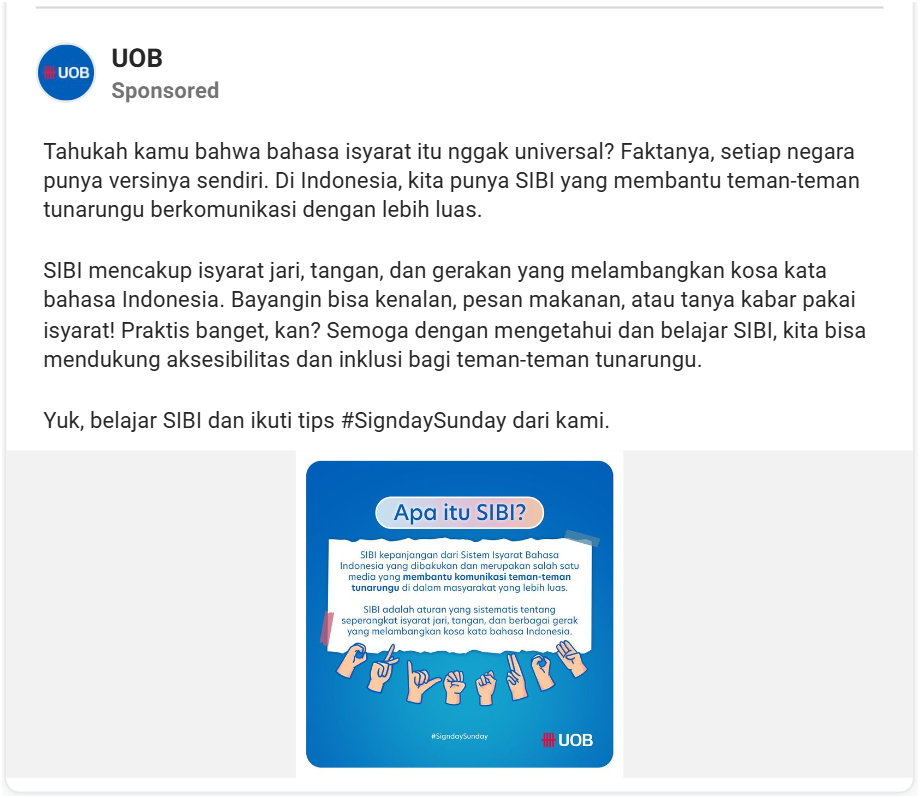 UOB
UOB
Sponsored
Tahukah kamu bahwa bahasa isyarat itu nggak universal? Faktanya, setiap negara
punya versinya sendiri. Di Indonesia, kita punya SIBI yang membantu teman-teman
tunarungu berkomunikasi dengan lebih luas.
SIBI mencakup isyarat jari, tangan, dan gerakan yang melambangkan kosa kata
bahasa Indonesia. Bayangin bisa kenalan, pesan makanan, atau tanya kabar pakai
isyarat! Praktis banget, kan? Semoga dengan mengetahui dan belajar SIBI, kita bisa
mendukung aksesibilitas dan inklusi bagi teman-teman tunarungu.
Yuk, belajar SIBI dan ikuti tips #SigndaySunday dari kami.
Apa itu SIBI?
SIBI kepanjangan dari Sistem Isyarat Bahasa
Indonesia yang dibakukan dan merupakan salah satu
media yang membantu komunikasi teman-teman
tunarungu di dalam masyarakat yang lebih luas.
SIBI adalah aturan yang sistematis tentang
seperangkat isyarat jari, tangan, dan berbagai gerak
yang melambangkan kosa kata bahasa Indonesia.
#SigndaySunday
UOB